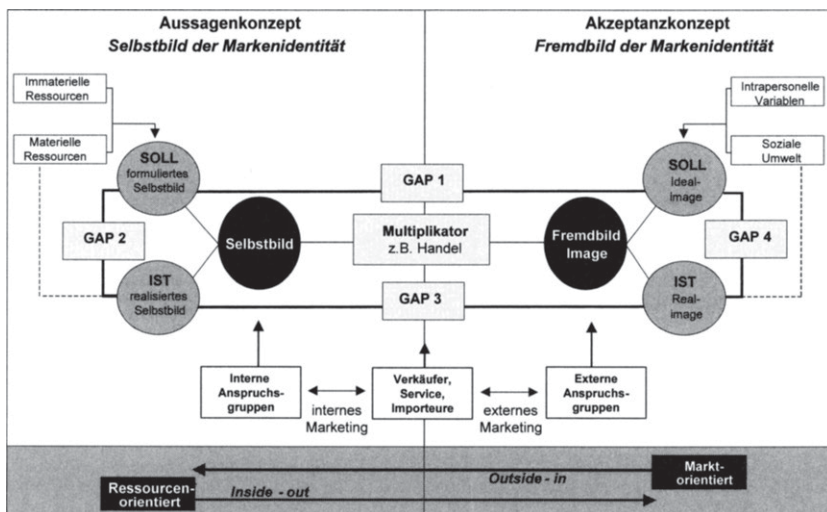 Aussagenkonzept
Selbstbild der Markenidentität
Akzeptanzkonzept
Fremdbild der Markenidentität
Immaterielle
Ressourcen
Materielle
Ressourcen
SOLL
formuliertes
Selbstbild
GAP 2
IST
realisiertes
Selbstbild
Selbstbild
GAP 1
Multiplikator
z.B. Handel
GAP 3
Fremdbild
Image
Intrapersonelle
Variablen
Soziale
Umwelt
SOLL
Ideal-
image
GAP 4
IST
Real-
image
Interne
Anspruchs-
gruppen
internes
Marketing
Verkäufer,
Service,
Importeure
externes
Marketing
Externe
Anspruchs-
gruppen
Outside - in
Markt-
orientiert
Ressourcen-
orientiert
Inside - out